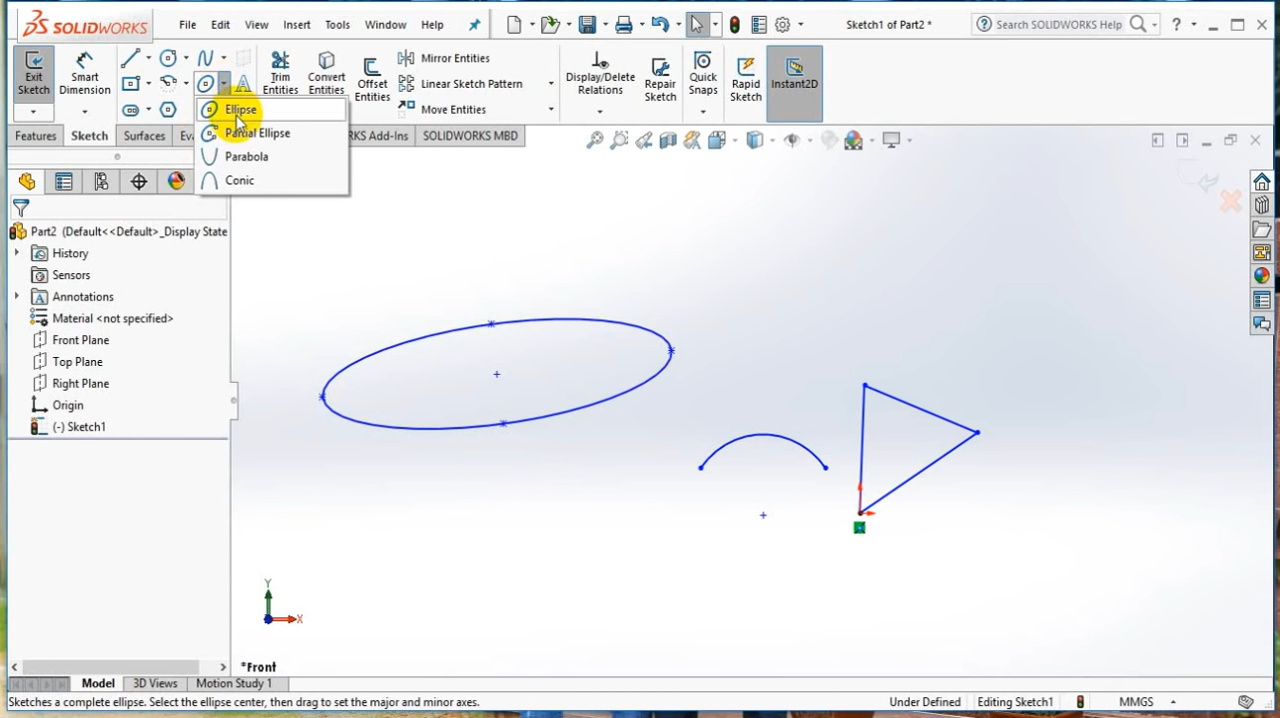 SOLIDWORKS File Edit View Insert Tools Window Help Sketch1 of Part2 * Search SOLIDWORKS Help ?
Exit Sketch
Smart Dimension
Trim Entities
Convert Entities
Offset Entities
Mirror Entities
Linear Sketch Pattern
Move Entities
Display/Delete Relations
Repair Sketch
Quick Snaps
Rapid Sketch
Instant2D
Ellipse
Partial Ellipse
Parabola
Conic
Features Sketch Surfaces Ev RKS Add-Ins SOLIDWORKS MBD
Part2 (Default<<Default>_Display State
History
Sensors
Annotations
Material <not specified>
Front Plane
Top Plane
Right Plane
Origin
(-) Sketch1
Y
X
*Front
Model 3D Views Motion Study 1
Sketches a complete ellipse. Select the ellipse center, then drag to set the major and minor axes. Under Defined Editing Sketch1 MMGS